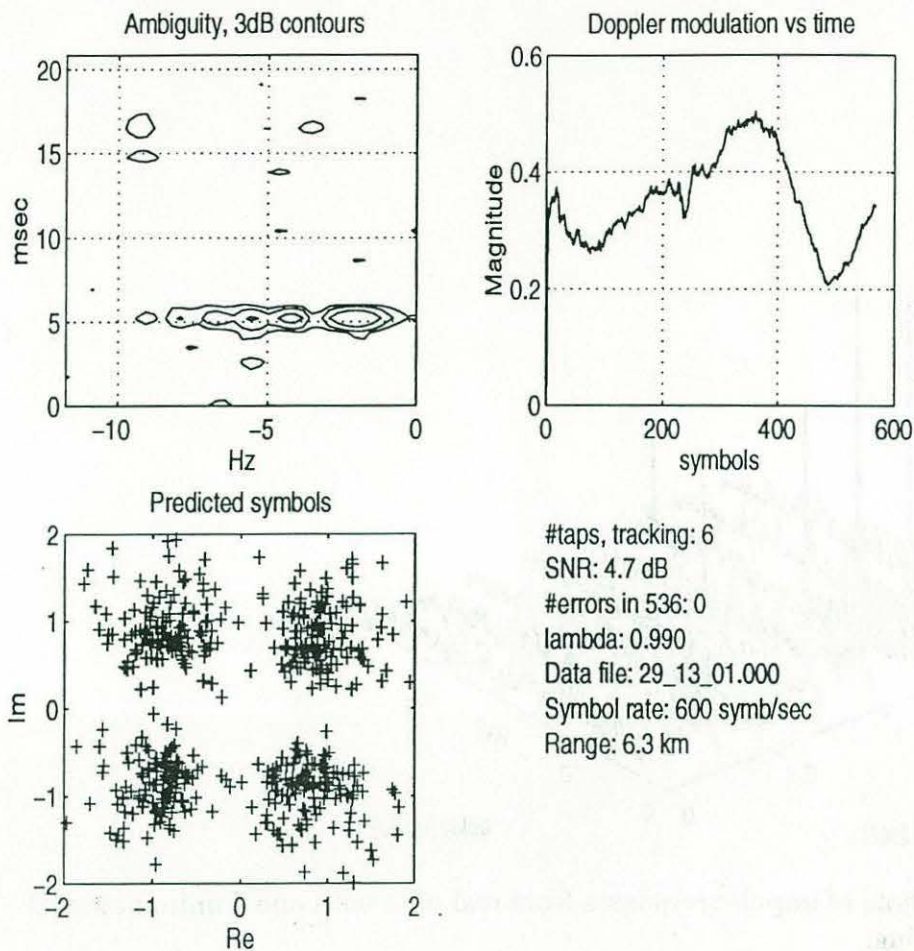 Ambiguity, 3dB contours
20
15
10
5
0
msec
-10
-5
0
Hz
Doppler modulation vs time
0.6
0.4
0.2
0
Magnitude
0
200
400
600
symbols
Predicted symbols
2
1
0
-1
-2
Im
-2
-1
0
1
2
Re
#taps, tracking: 6
SNR: 4.7 dB
#errors in 536: 0
lambda: 0.990
Data file: 29_13_01.000
Symbol rate: 600 symb/sec
Range: 6.3 km